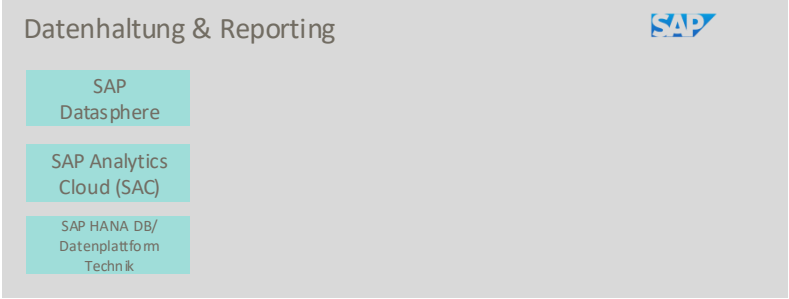 Datenhaltung & Reporting
SAP
SAP
Datasphere
SAP Analytics
Cloud (SAC)
SAP HANA DB/
Datenplattform
Technik